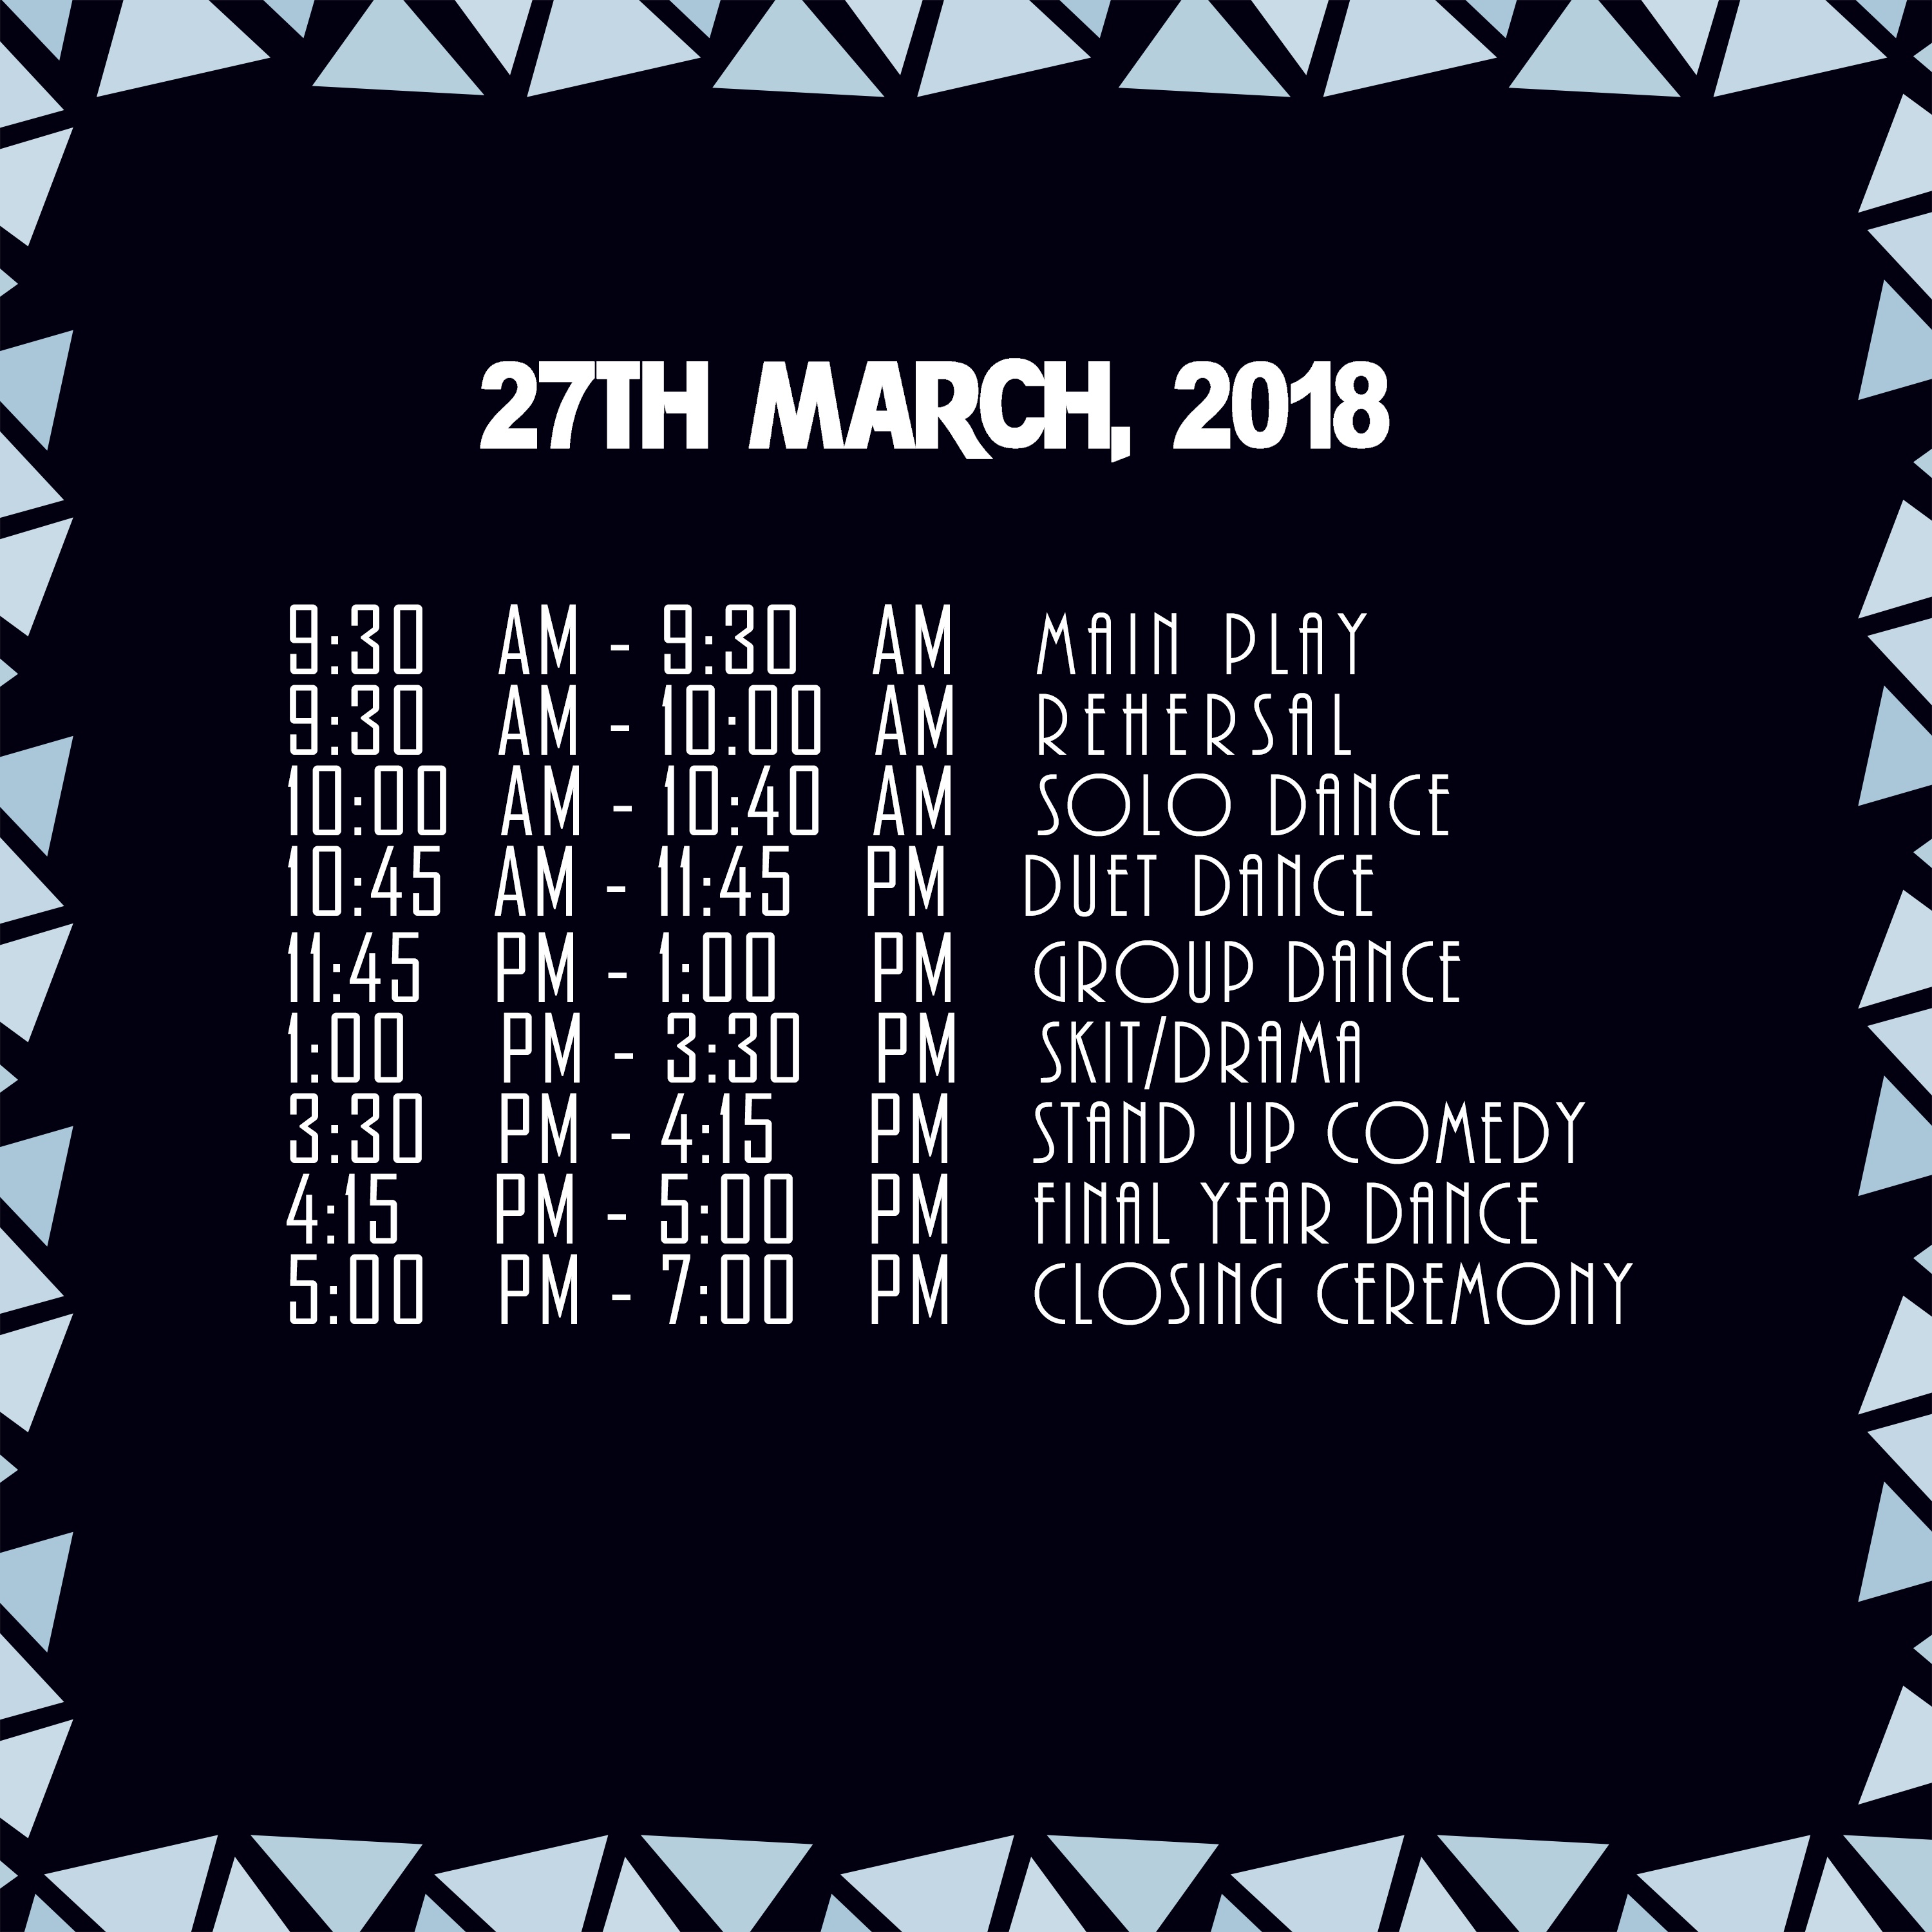 27TH MARCH, 2018
9:30 AM - 9:30 AM MAIN PLAY
9:30 AM - 10:00 AM REHERSAL
10:00 AM - 10:40 AM SOLO DANCE
10:45 AM - 11:45 PM DUET DANCE
11:45 PM - 1:00 PM GROUP DANCE
1:00 PM - 3:30 PM SKIT/DRAMA
3:30 PM - 4:15 PM STAND UP COMEDY
4:15 PM - 5:00 PM FINAL YEAR DANCE
5:00 PM - 7:00 PM CLOSING CEREMONY